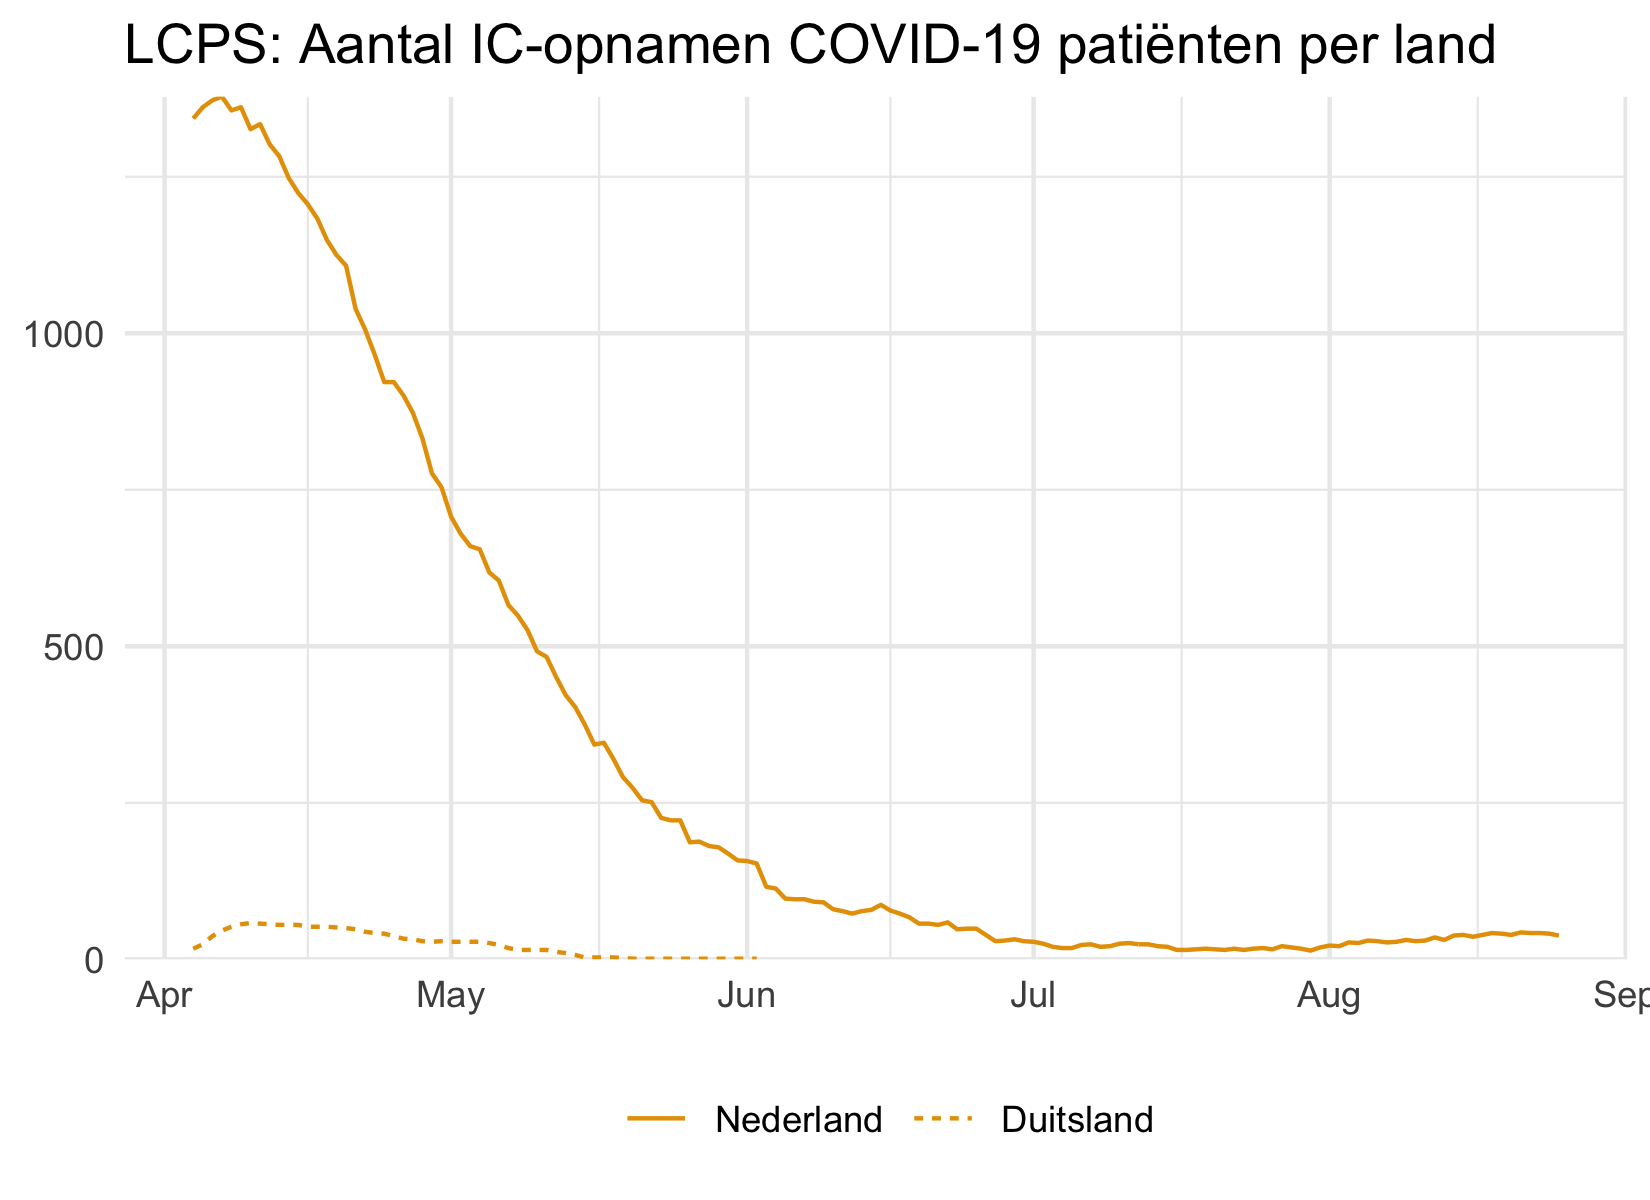 LCPS: Aantal IC-opnamen COVID-19 patiënten per land
1000
500
0
Apr May Jun Jul Aug Sep
Nederland Duitsland